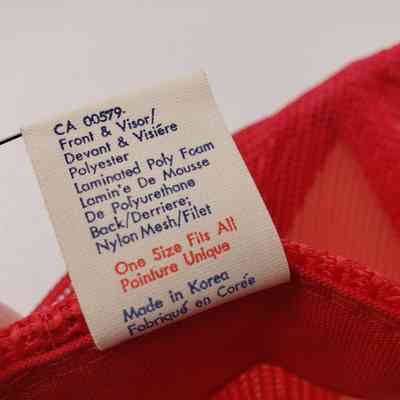 CA 00579.
Front & Visor/
Devant & Visiére
Polyester
Laminated Poly Foam
Lamin'e De Mousse
De Polyurethane
Back/Derriere;
Nylon Mesh/Filet
One Size Fits All;
Pointure Unique
Made in Korea
Fabriqué en Corée